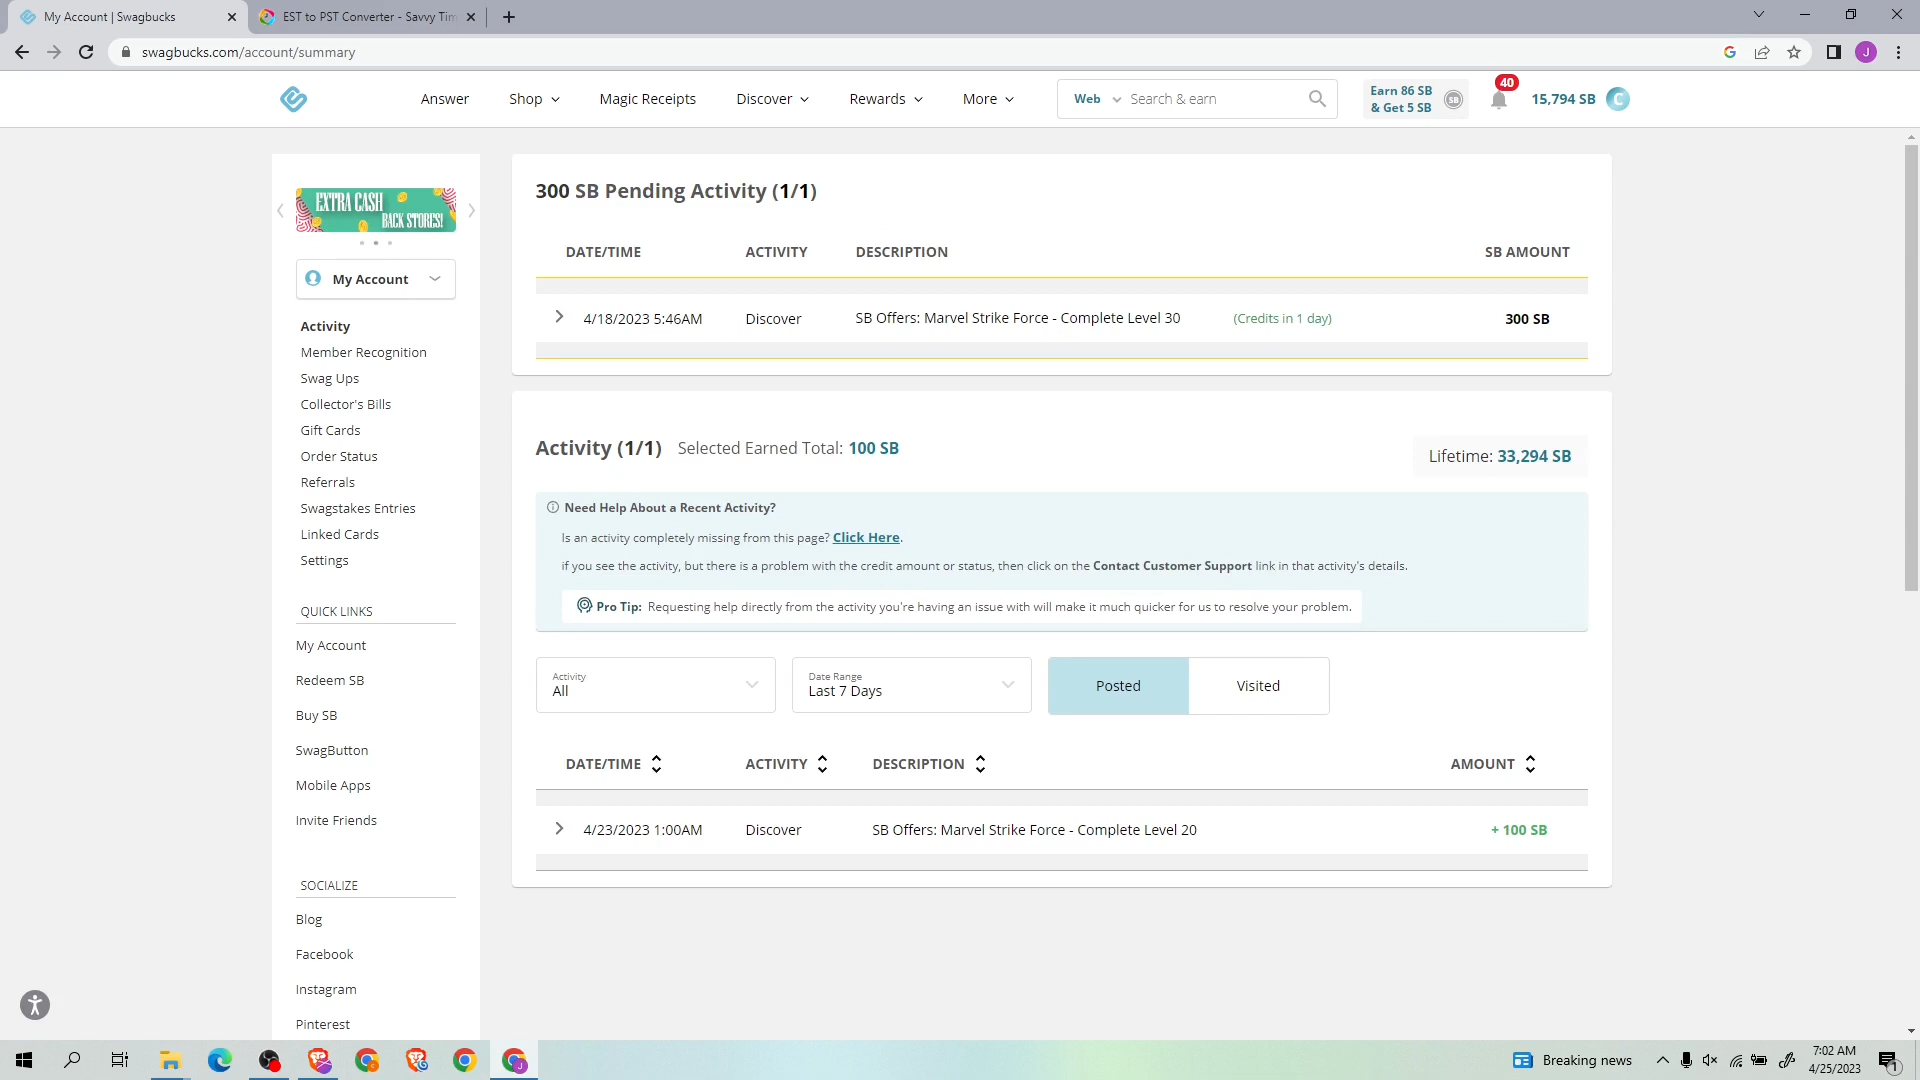 My Account | Swagbucks
EST to PST Converter - Savvy Tim
swagbucks.com/account/summary
J
Answer
Shop
Magic Receipts
Discover
Rewards
More
Web
Search & earn
Earn 86 SB
& Get 5 SB
SB
40
15,794 SB
C
EXTRA CASH
BACK STORES!
My Account
Activity
Member Recognition
Swag Ups
Collector's Bills
Gift Cards
Order Status
Referrals
Swagstakes Entries
Linked Cards
Settings
QUICK LINKS
My Account
Redeem SB
Buy SB
SwagButton
Mobile Apps
Invite Friends
SOCIALIZE
Blog
Facebook
Instagram
Pinterest
300 SB Pending Activity (1/1)
DATE/TIME ACTIVITY DESCRIPTION SB AMOUNT
4/18/2023 5:46AM Discover SB Offers: Marvel Strike Force - Complete Level 30 (Credits in 1 day) 300 SB
Activity (1/1) Selected Earned Total: 100 SB
Lifetime: 33,294 SB
Need Help About a Recent Activity?
Is an activity completely missing from this page? Click Here.
if you see the activity, but there is a problem with the credit amount or status, then click on the Contact Customer Support link in that activity's details.
Pro Tip: Requesting help directly from the activity you're having an issue with will make it much quicker for us to resolve your problem.
Activity
All
Date Range
Last 7 Days
Posted
Visited
DATE/TIME ACTIVITY DESCRIPTION AMOUNT
4/23/2023 1:00AM Discover SB Offers: Marvel Strike Force - Complete Level 20 + 100 SB
Breaking news
7:02 AM
4/25/2023
1